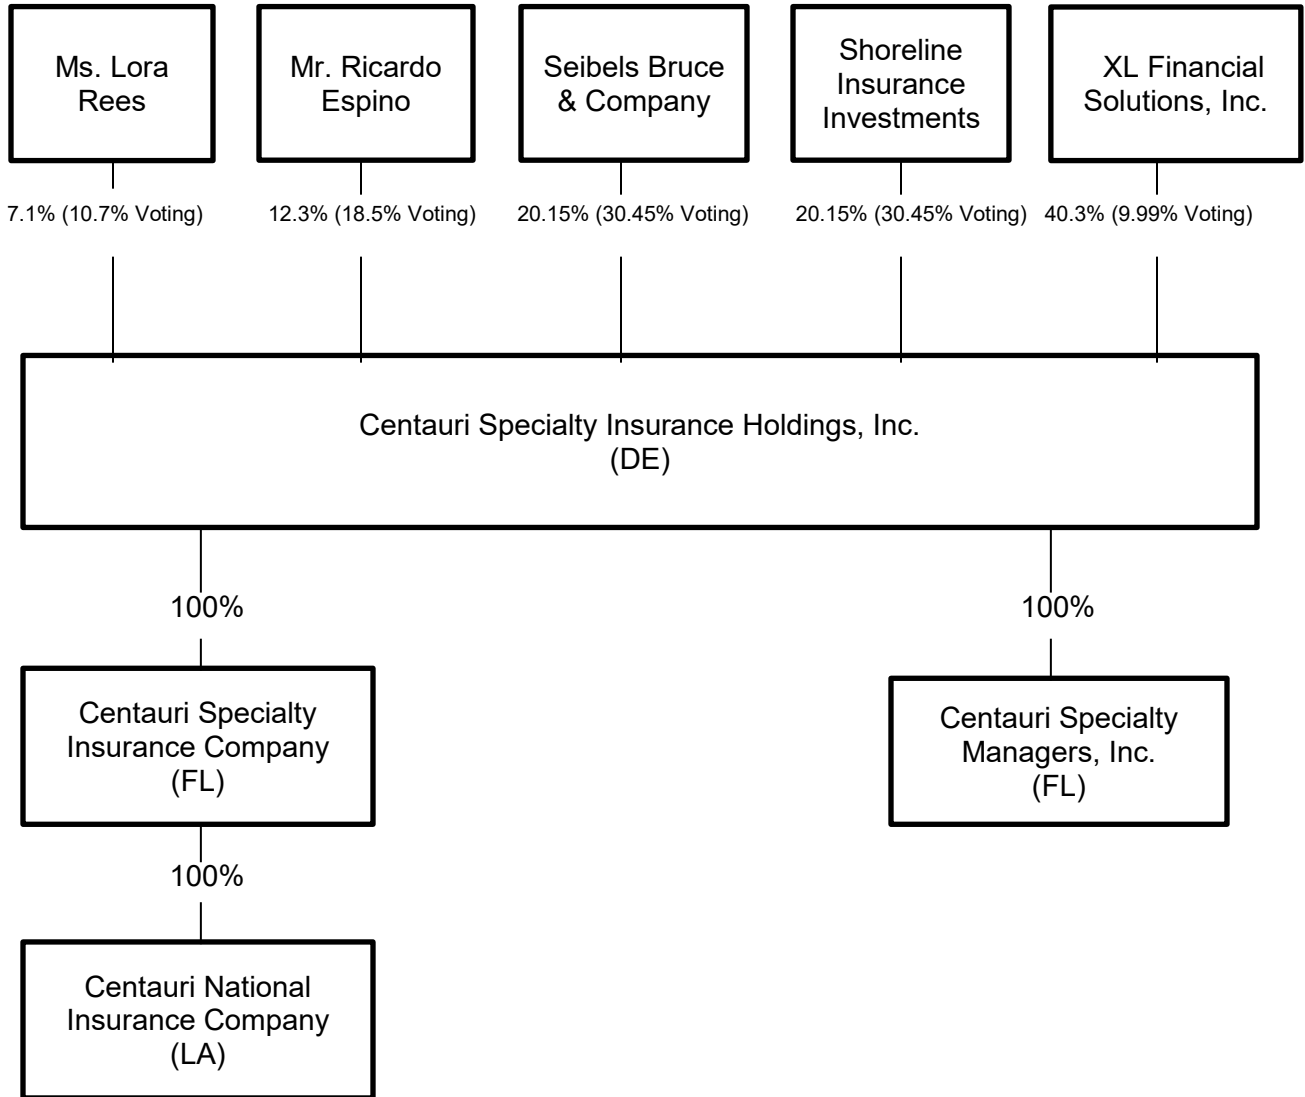 Ms. Lora
Rees
Mr. Ricardo
Espino
Seibels Bruce
& Company
Shoreline
Insurance
Investments
XL Financial
Solutions, Inc.
7.1% (10.7% Voting)
12.3% (18.5% Voting)
20.15% (30.45% Voting)
20.15% (30.45% Voting)
40.3% (9.99% Voting)
Centauri Specialty Insurance Holdings, Inc.
(DE)
100%
100%
Centauri Specialty
Insurance Company
(FL)
Centauri Specialty
Managers, Inc.
(FL)
100%
Centauri National
Insurance Company
(LA)